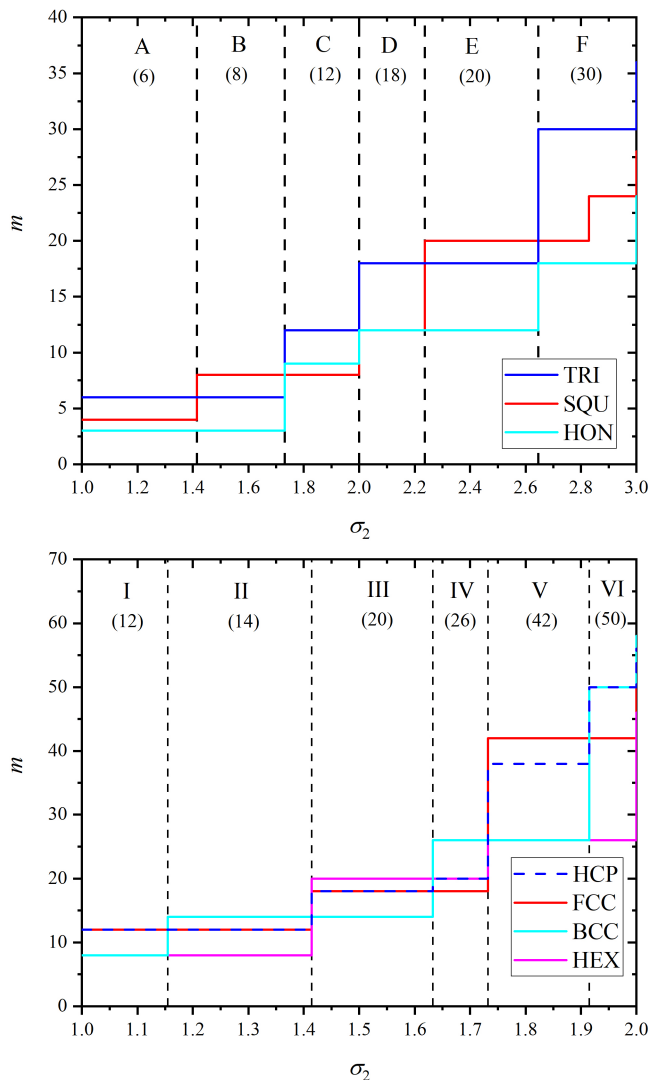 40
A B C D E F
(6) (8) (12) (18) (20) (30)
35
30
25
m
20
15
10
TRI
SQU
5
HON
0
1.0 1.2 1.4 1.6 1.8 2.0 2.2 2.4 2.6 2.8 3.0
σ2
70
I II III IV V VI
(12) (14) (20) (26) (42) (50)
60
50
40
m
30
20
HCP
FCC
10
BCC
HEX
0
1.0 1.1 1.2 1.3 1.4 1.5 1.6 1.7 1.8 1.9 2.0
σ2